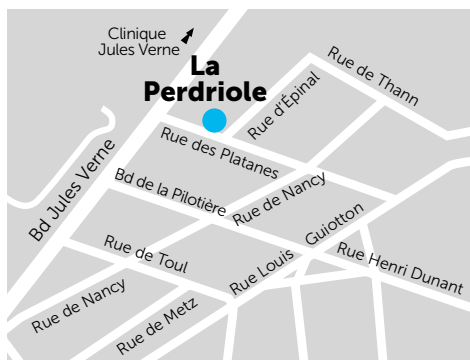 Clinique
Jules Verne
La
Perdriole
Rue de Thann
Rue d'Épinal
Rue des Platanes
Bd Jules Verne
Bd de la Pilotière
Rue de Nancy
Rue Louis Guiotton
Rue Henri Dunant
Rue de Toul
Rue de Nancy
Rue de Metz